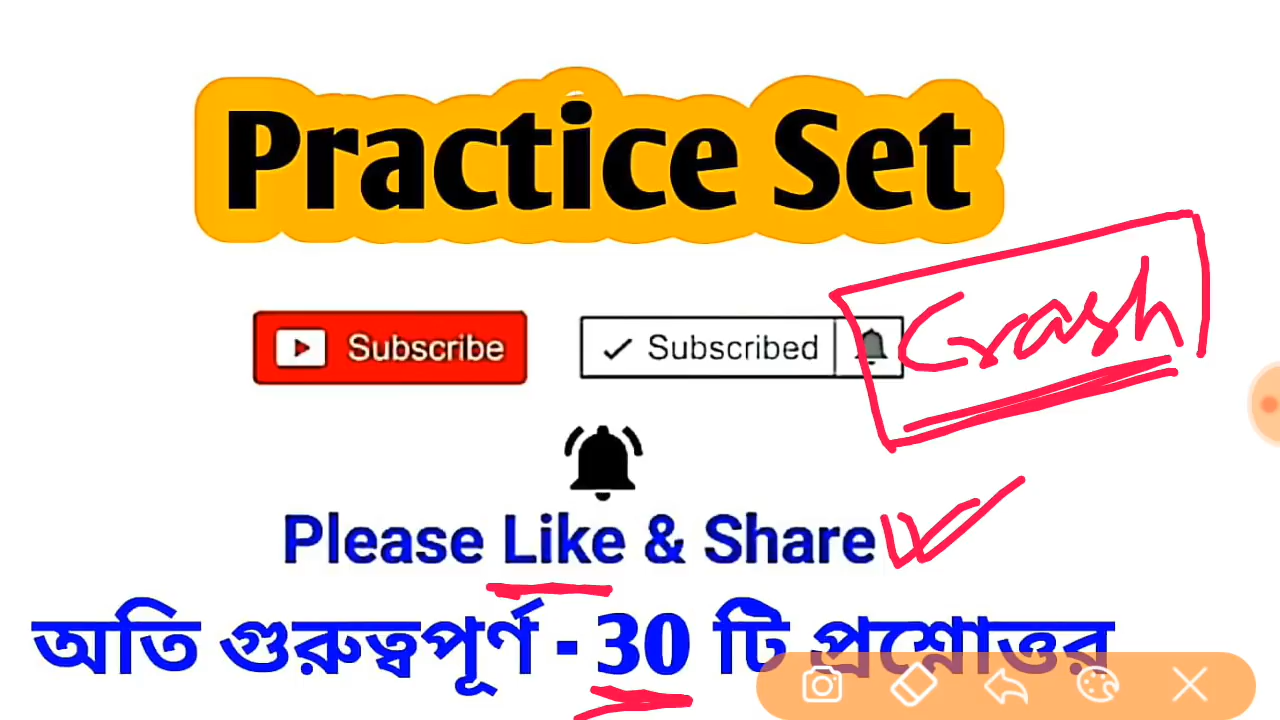 Practice Set
Subscribe
Subscribed
Crash
Please Like & Share
অতি গুরুত্বপূর্ণ - 30 টি প্রশ্নোত্তর